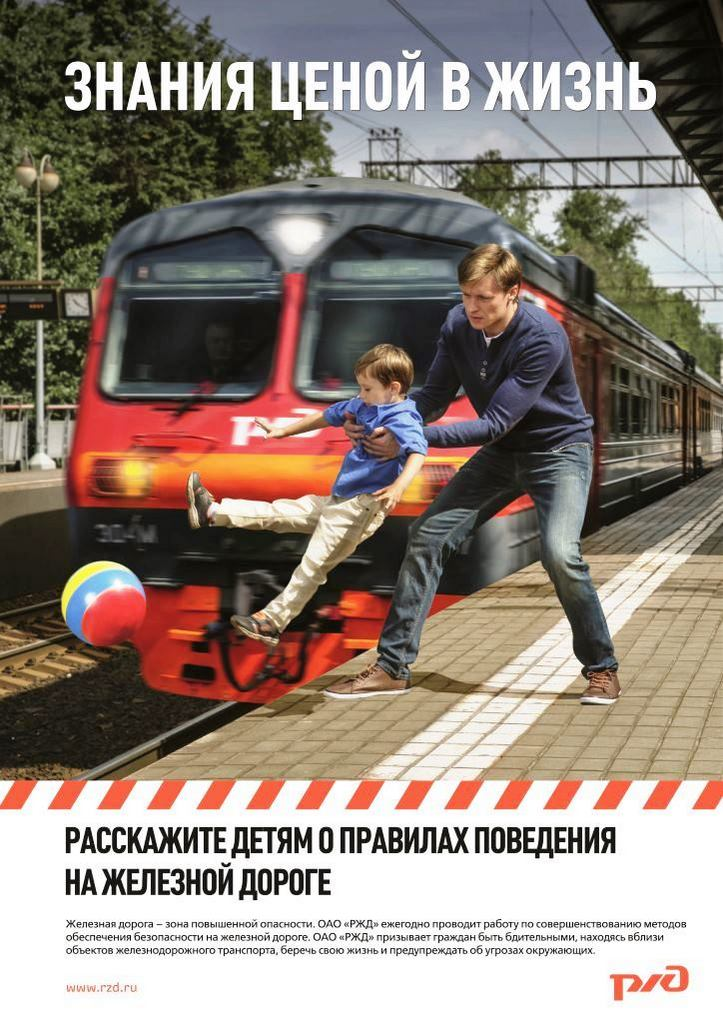 ЗНАНИЯ ЦЕНОЙ В ЖИЗНЬ
ржд
ЭД4М
РАССКАЖИТЕ ДЕТЯМ О ПРАВИЛАХ ПОВЕДЕНИЯ
НА ЖЕЛЕЗНОЙ ДОРОГЕ
Железная дорога – зона повышенной опасности. ОАО «РЖД» ежегодно проводит работу по совершенствованию методов
обеспечения безопасности на железной дороге. ОАО «РЖД» призывает граждан быть бдительными, находясь вблизи
объектов железнодорожного транспорта, беречь свою жизнь и предупреждать об угрозах окружающих.
www.rzd.ru
ржд